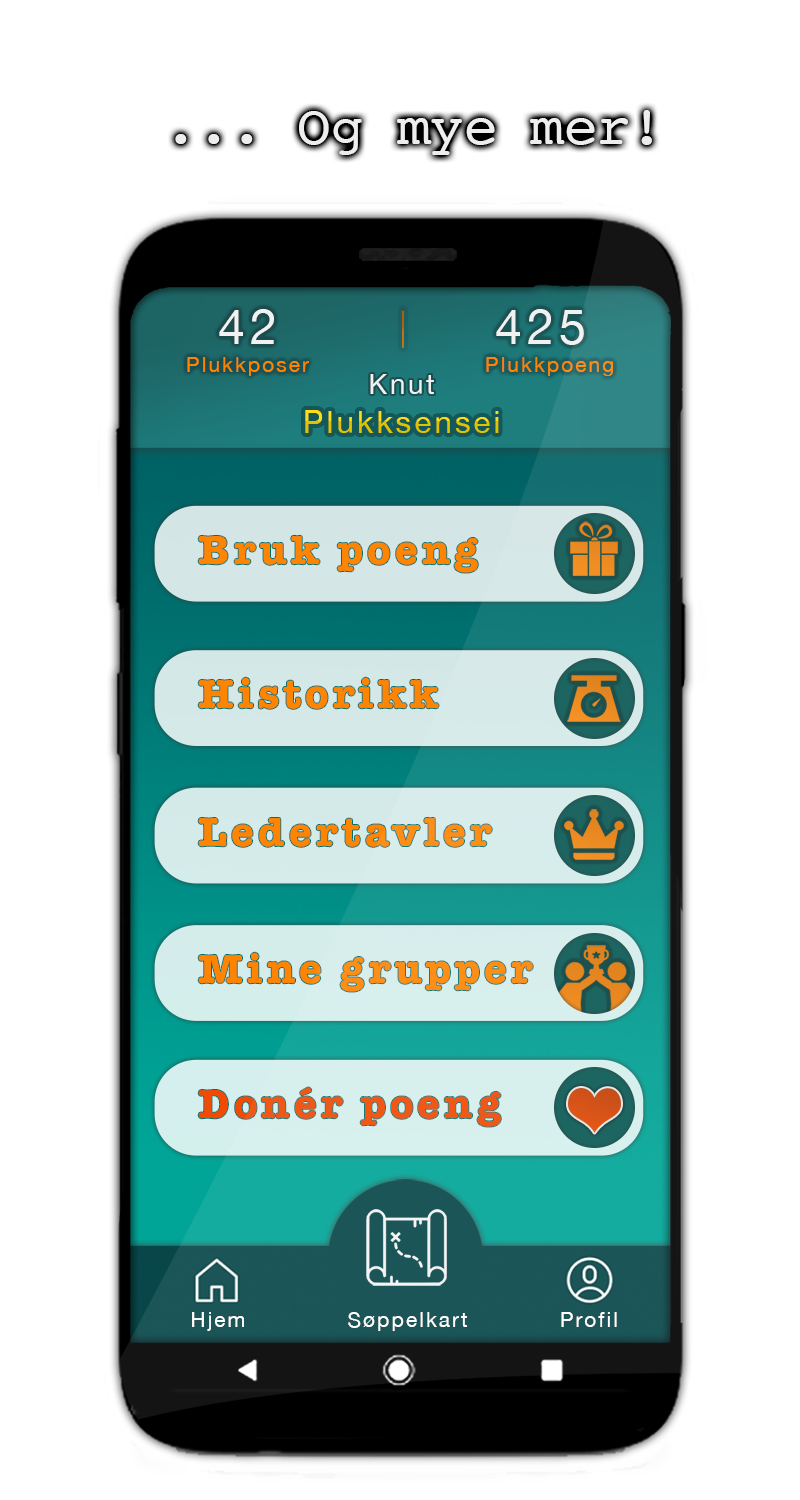 ... Og mye mer!
42
425
Plukkposer
Plukkpoeng
Knut
Plukksensei
Bruk poeng
Historikk
Ledertavler
Mine grupper
Donér poeng
Hjem
Søppelkart
Profil